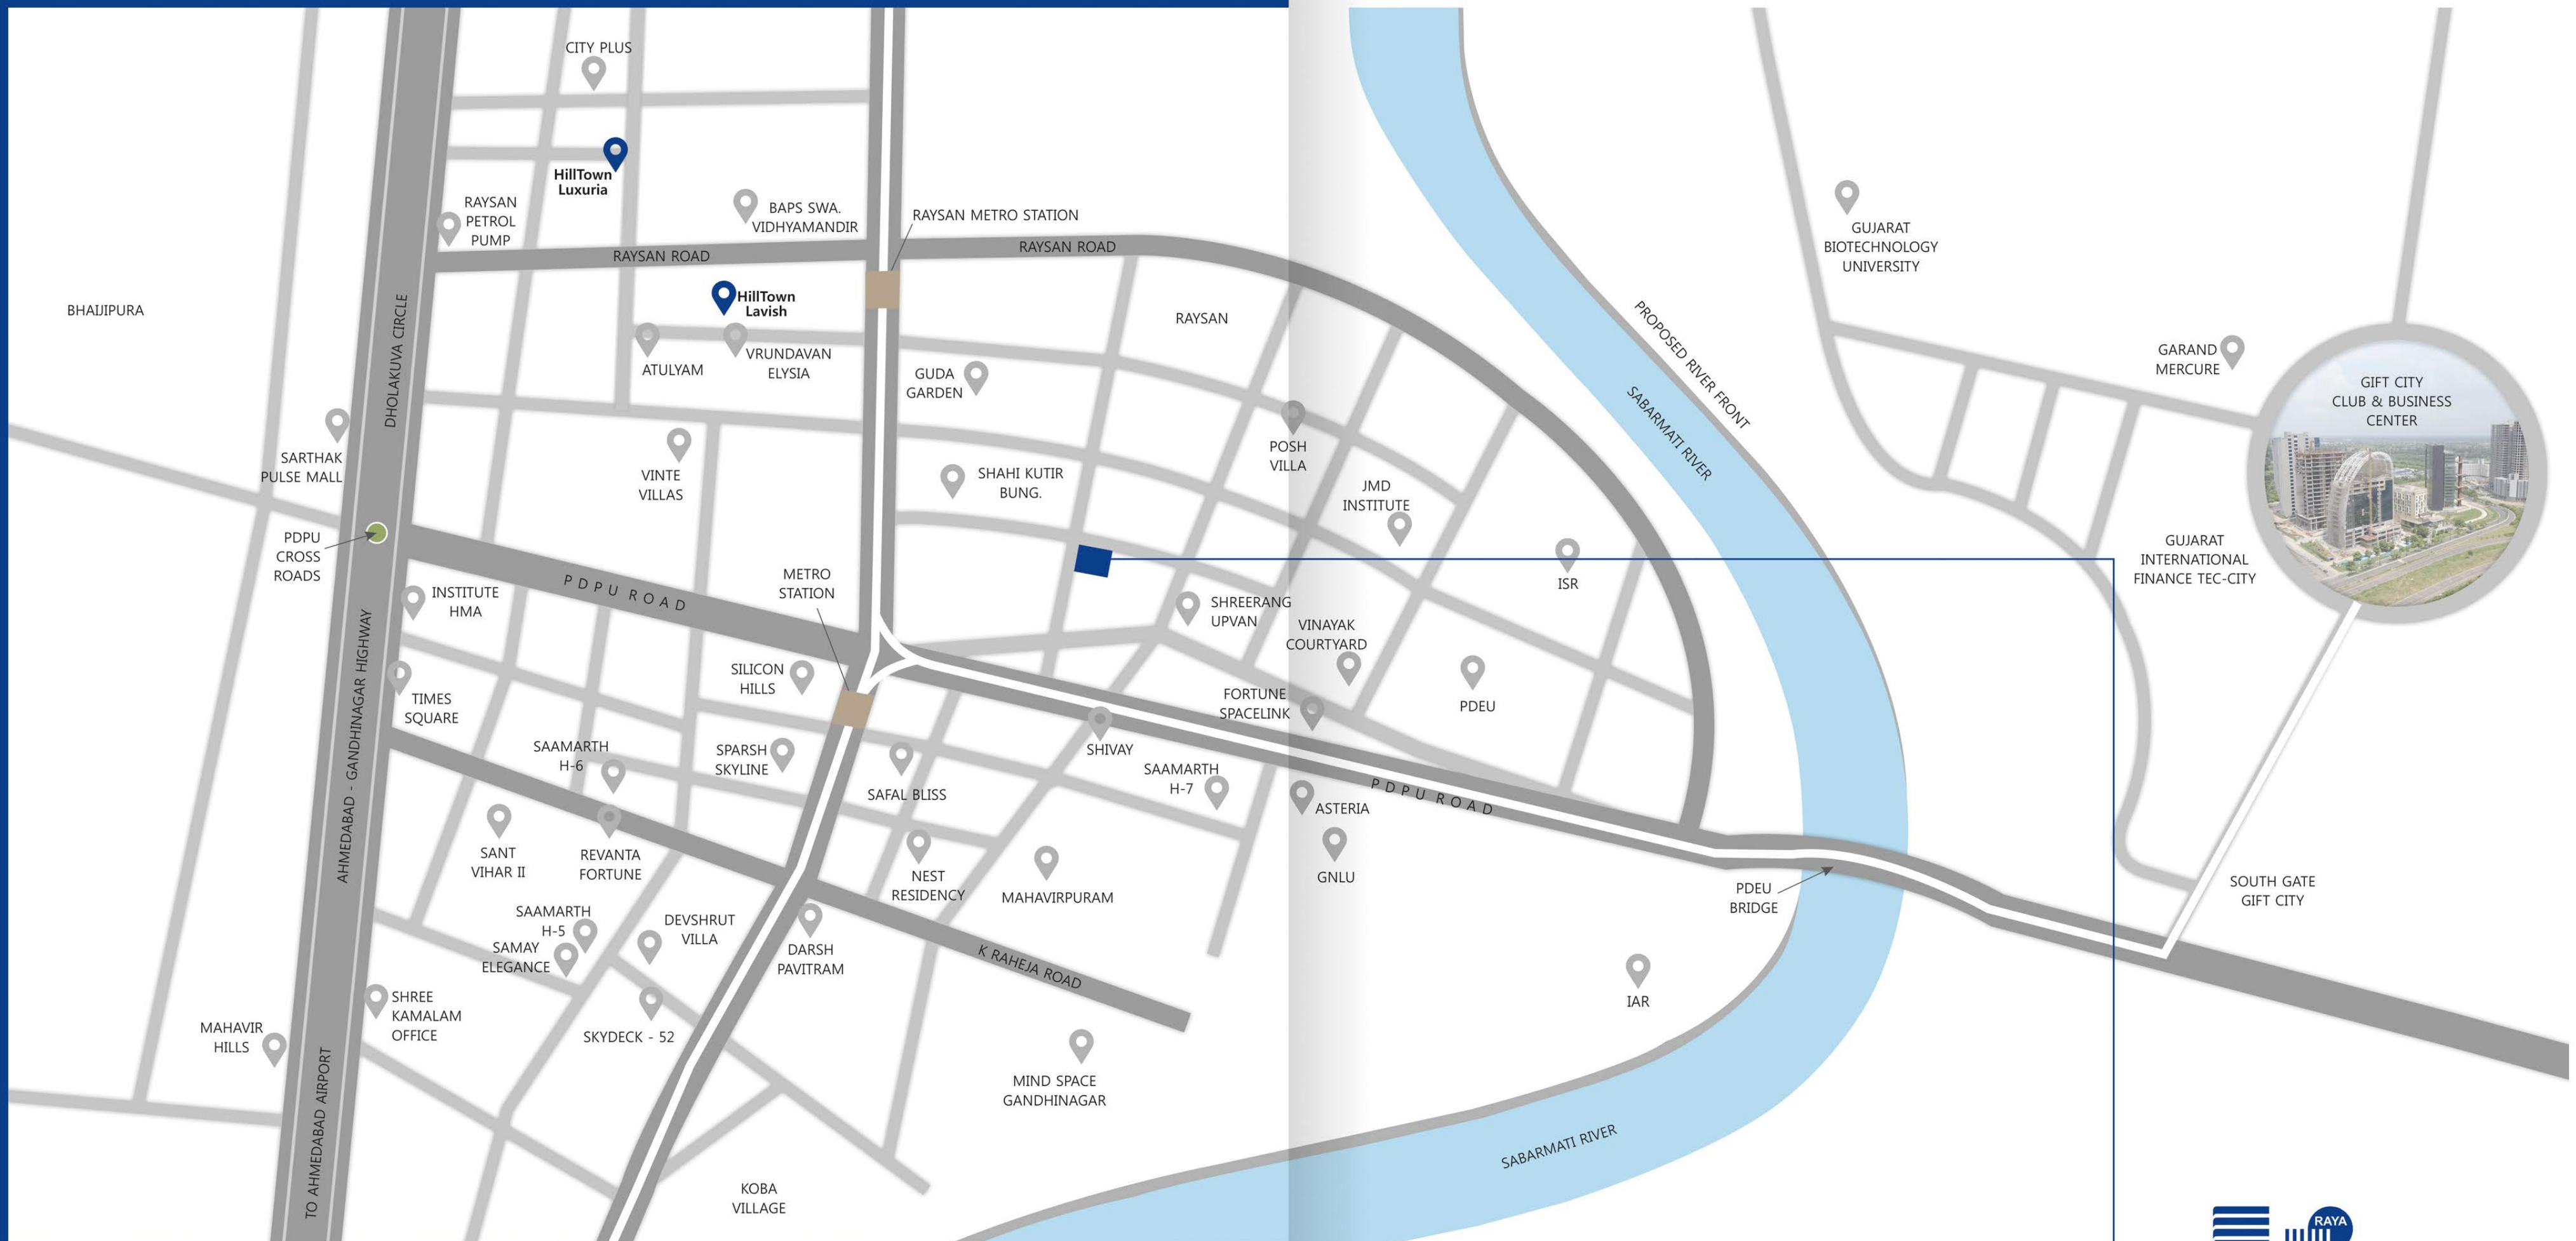 CITY PLUS
HillTown
Luxuria
RAYSAN
PETROL
PUMP
BAPS SWA.
VIDHYAMANDIR
RAYSAN METRO STATION
RAYSAN ROAD
RAYSAN ROAD
GUJARAT
BIOTECHNOLOGY
UNIVERSITY
BHAIJIPURA
DHOLAKUVA CIRCLE
HillTown
Lavish
RAYSAN
PROPOSED RIVER FRONT
SABARMATI RIVER
ATULYAM
VRUNDAVAN
ELYSIA
GUDA
GARDEN
GARAND
MERCURE
GIFT CITY
CLUB & BUSINESS
CENTER
SARTHAK
PULSE MALL
VINTE
VILLAS
SHAHI KUTIR
BUNG.
POSH
VILLA
JMD
INSTITUTE
PDPU
CROSS
ROADS
ISR
GUJARAT
INTERNATIONAL
FINANCE TEC-CITY
INSTITUTE
HMA
PDPU ROAD
METRO
STATION
SHREERANG
UPVAN
VINAYAK
COURTYARD
AHMEDABAD - GANDHINAGAR HIGHWAY
TIMES
SQUARE
SILICON
HILLS
FORTUNE
SPACELINK
PDEU
SAAMARTH
H-6
SPARSH
SKYLINE
SAFAL BLISS
SHIVAY
SAAMARTH
H-7
ASTERIA
PDPU ROAD
SANT
VIHAR II
REVANTA
FORTUNE
NEST
RESIDENCY
MAHAVIRPURAM
GNLU
PDEU
BRIDGE
SOUTH GATE
GIFT CITY
SAAMARTH
H-5
SAMAY
ELEGANCE
DEVSHRUT
VILLA
DARSH
PAVITRAM
K RAHEJA ROAD
IAR
SHREE
KAMALAM
OFFICE
MAHAVIR
HILLS
SKYDECK - 52
MIND SPACE
GANDHINAGAR
TO AHMEDABAD AIRPORT
KOBA
VILLAGE
SABARMATI RIVER
RAYA